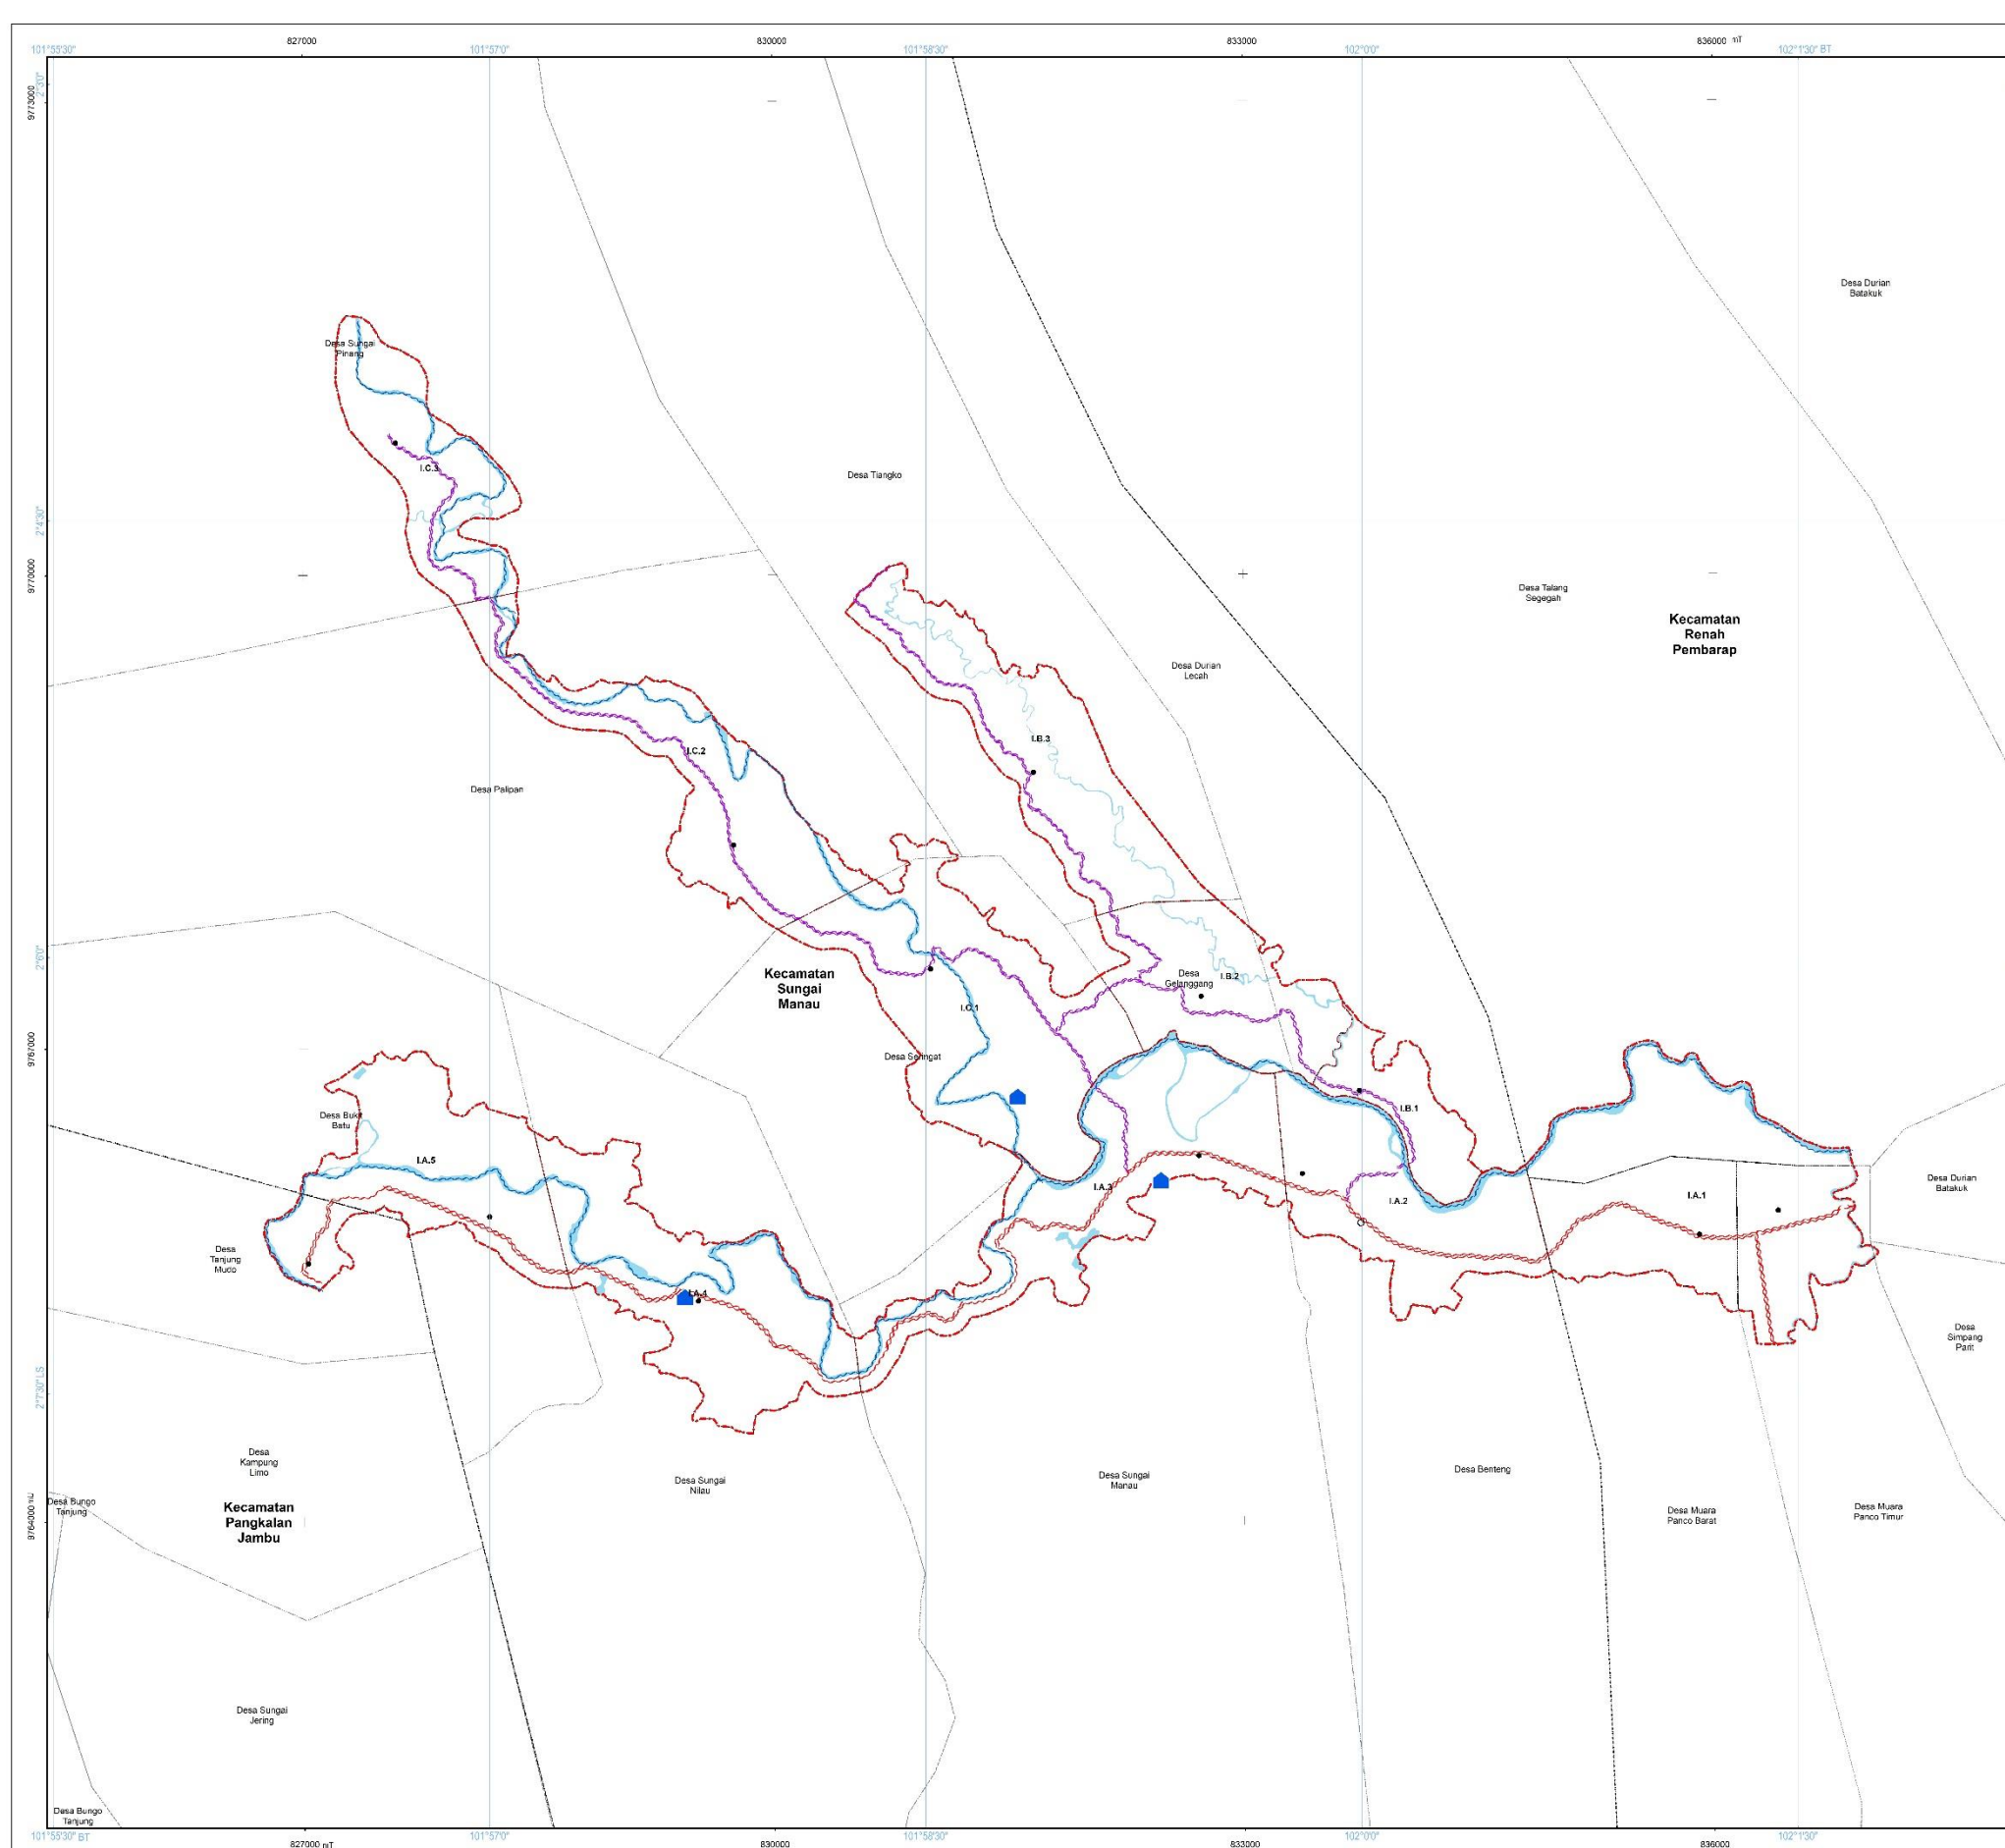 827000
830000
833000
836000 mT
101°55'30"
101°57'0"
101°58'30"
102°0'0"
102°1'30" BT
2°3'0"
9773000
Desa Durian
Batakuk
Desa Sungai
Pinang
I.C.3
Desa Tiangko
2°4'30"
9770000
Desa Talang
Segegah
Kecamatan
Renah
Pembarap
Desa Durian
Lecah
I.B.3
I.C.2
Desa Palipan
2°6'0"
Kecamatan
Sungai
Manau
Desa
Gelanggang
I.B.2
I.C.1
9767000
Desa Seringat
Desa Bukit
Batu
I.B.1
I.A.5
I.A.3
I.A.2
I.A.1
Desa Durian
Batakuk
Desa
Tanjung
Mudo
I.A.4
Desa
Simpang
Parit
2°7'30" LS
Desa
Kampung
Limo
Desa Sungai
Nilau
Desa Sungai
Manau
Desa Benteng
9764000 mU
Desa Bungo
Tanjung
Kecamatan
Pangkalan
Jambu
Desa Muara
Panco Barat
Desa Muara
Panco Timur
Desa Sungai
Jering
Desa Bungo
Tanjung
101°55'30" BT
101°57'0"
101°58'30"
102°0'0"
102°1'30"
827000 mT
830000
833000
836000